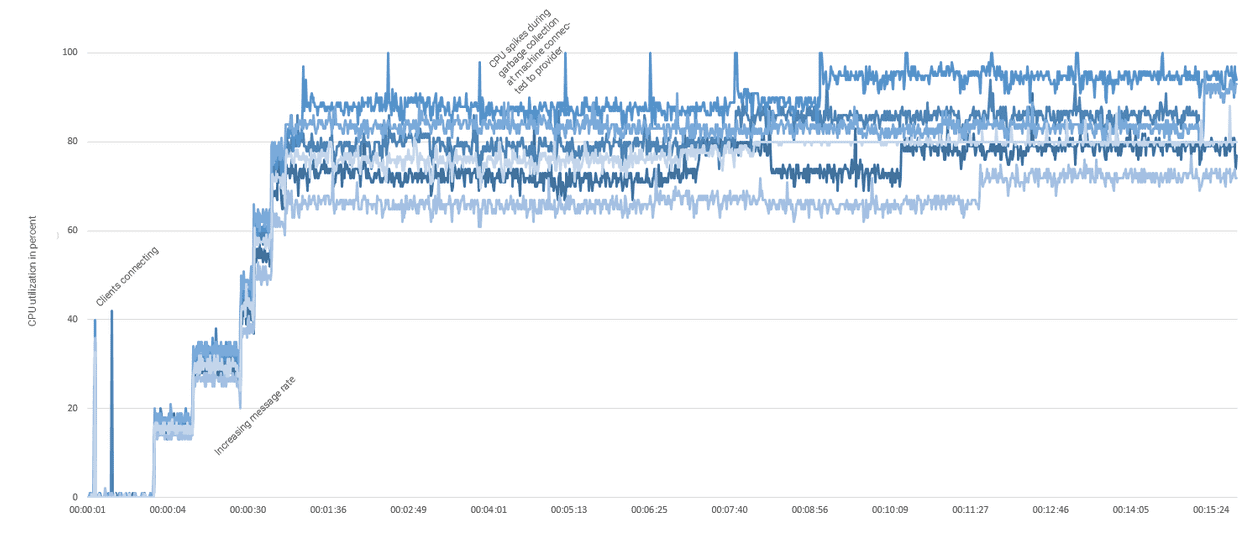 CPU spikes during
garbage collection
at machine connec-
ted to provider
100
80
60
40
20
0
CPU utilization in percent
Clients connecting
Increasing message rate
00:00:01 00:00:04 00:00:30 00:01:36 00:02:49 00:04:01 00:05:13 00:06:25 00:07:40 00:08:56 00:10:09 00:11:27 00:12:46 00:14:05 00:15:24